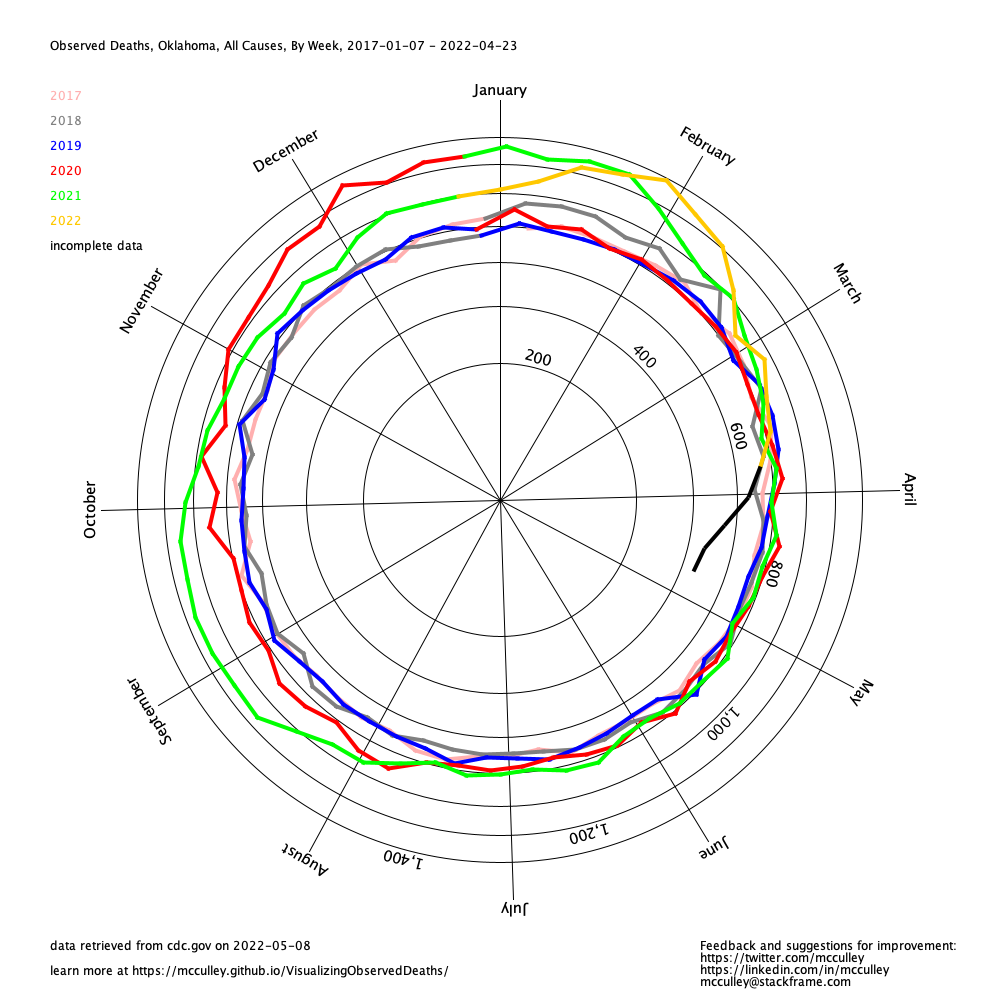 Observed Deaths, Oklahoma, All Causes, By Week, 2017-01-07 - 2022-04-23
January
2017
2018
2019
2020
2021
2022
incomplete data
December
February
November
March
200
400
600
October
April
800
September
May
1,000
August
1,400
1,200
June
July
data retrieved from cdc.gov on 2022-05-08
learn more at https://mcculley.github.io/VisualizingObservedDeaths/
Feedback and suggestions for improvement:
https://twitter.com/mcculley
https://linkedin.com/in/mcculley
mcculley@stackframe.com